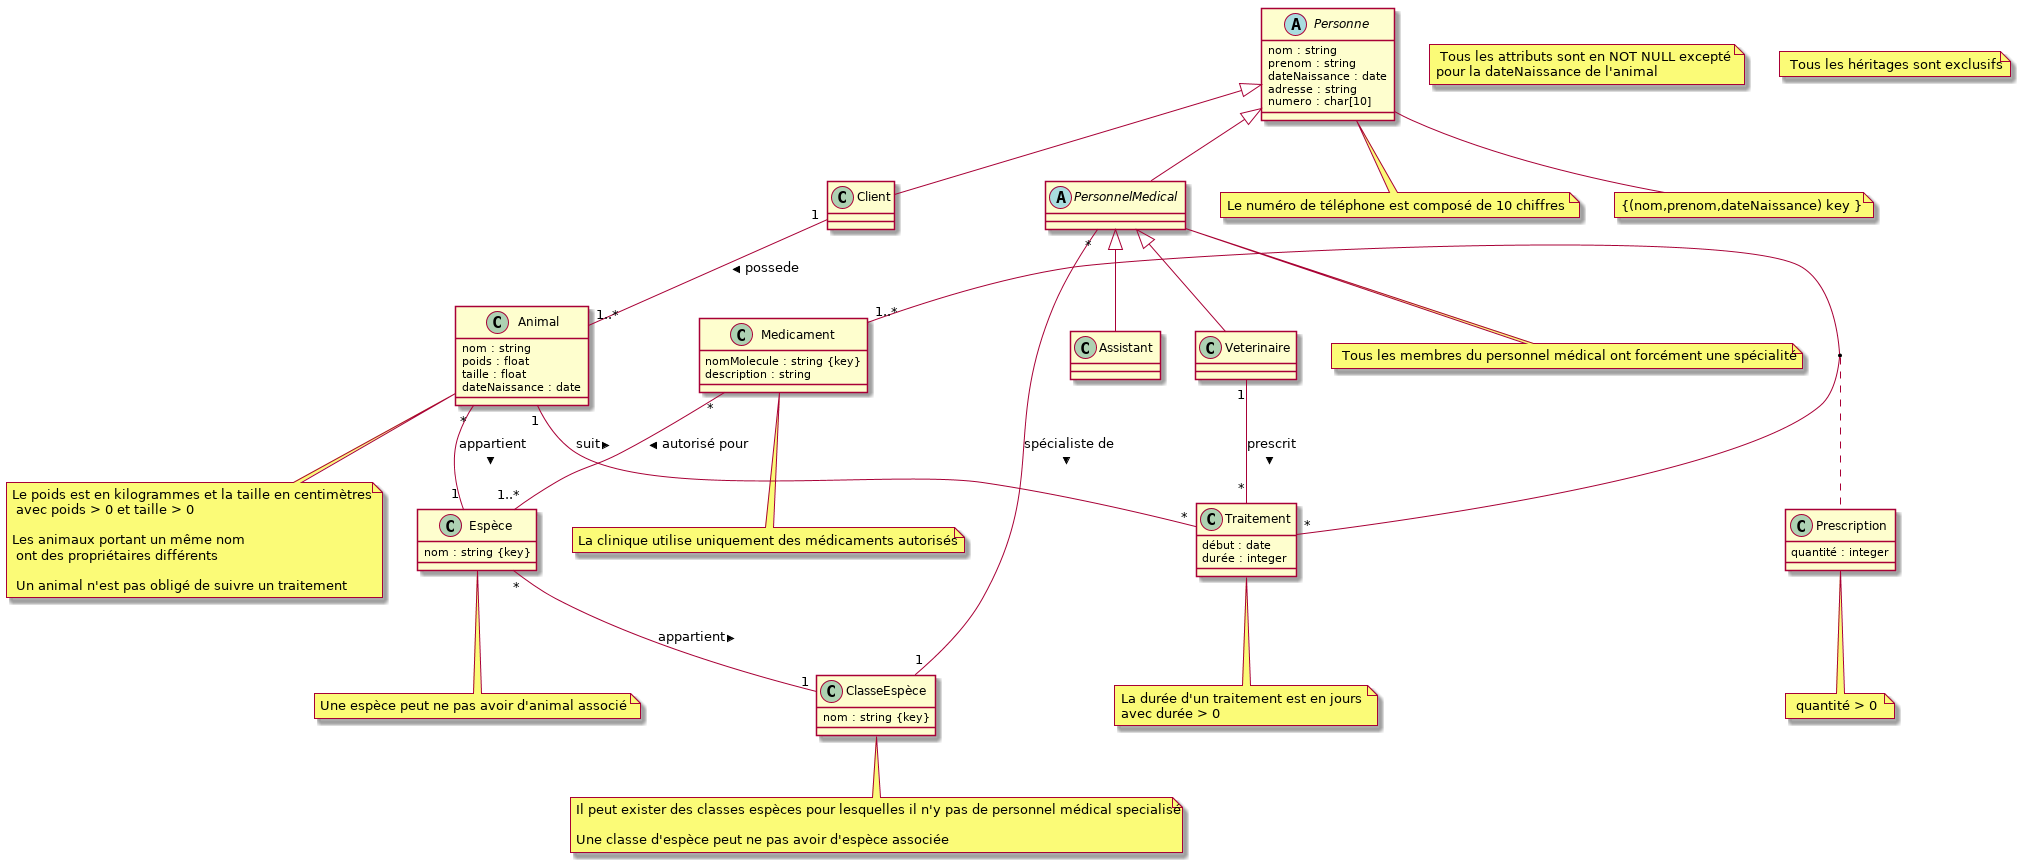 A Personne
nom : string
prenom : string
dateNaissance : date
adresse : string
numero : char[10]
Tous les attributs sont en NOT NULL excepté
pour la dateNaissance de l'animal
Tous les héritages sont exclusifs
C Client
A PersonnelMedical
Le numéro de téléphone est composé de 10 chiffres
{(nom,prenom,dateNaissance) key }
1
◄ possede
1..*
*
1..*
C Animal
nom : string
poids : float
taille : float
dateNaissance : date
C Medicament
nomMolecule : string {key}
description : string
C Assistant
C Veterinaire
Tous les membres du personnel médical ont forcément une spécialité
*
1
*
1
appartient
▼
suit ►
◄ autorisé pour
spécialiste de
▼
prescrit
▼
1
1..*
*
*
*
Le poids est en kilogrammes et la taille en centimètres
avec poids > 0 et taille > 0
Les animaux portant un même nom
ont des propriétaires différents
Un animal n'est pas obligé de suivre un traitement
C Espèce
nom : string {key}
La clinique utilise uniquement des médicaments autorisés
C Traitement
début : date
durée : integer
C Prescription
quantité : integer
*
appartient ►
1
1
Une espèce peut ne pas avoir d'animal associé
C ClasseEspèce
nom : string {key}
La durée d'un traitement est en jours
avec durée > 0
quantité > 0
Il peut exister des classes espèces pour lesquelles il n'y pas de personnel médical specialisé
Une classe d'espèce peut ne pas avoir d'espèce associée